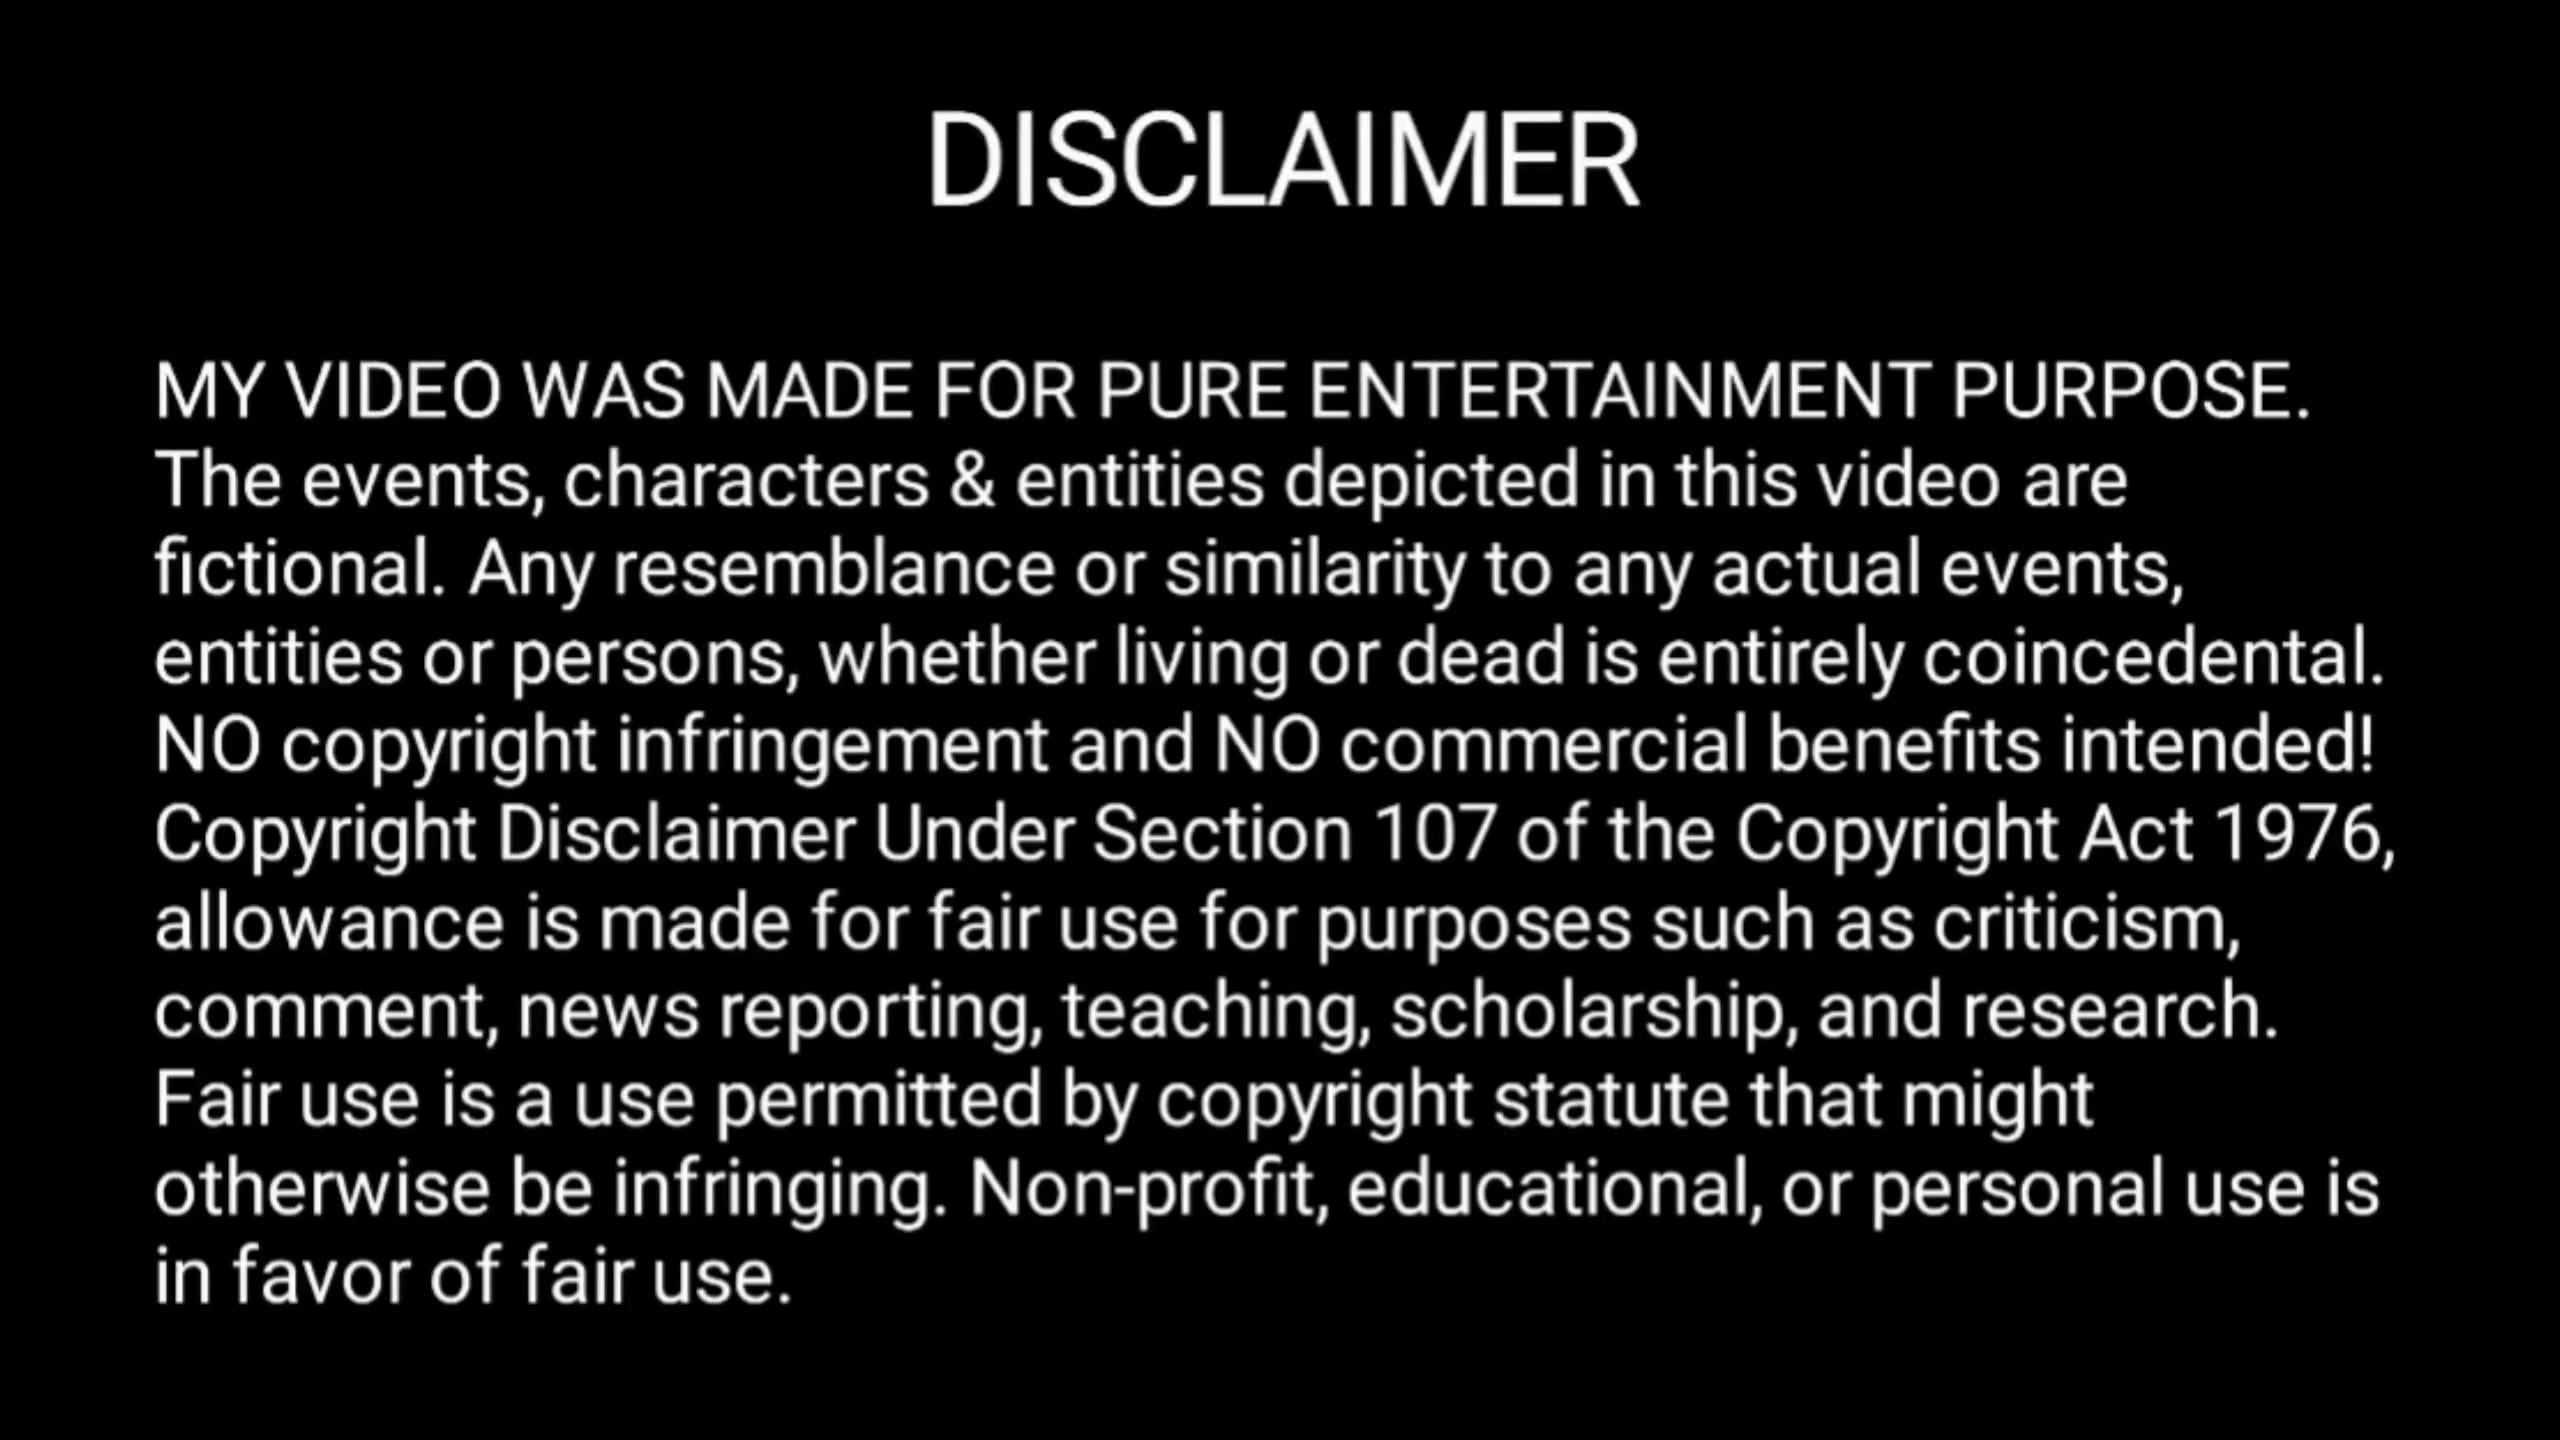 DISCLAIMER
MY VIDEO WAS MADE FOR PURE ENTERTAINMENT PURPOSE.
The events, characters & entities depicted in this video are
fictional. Any resemblance or similarity to any actual events,
entities or persons, whether living or dead is entirely coincedental.
NO copyright infringement and NO commercial benefits intended!
Copyright Disclaimer Under Section 107 of the Copyright Act 1976,
allowance is made for fair use for purposes such as criticism,
comment, news reporting, teaching, scholarship, and research.
Fair use is a use permitted by copyright statute that might
otherwise be infringing. Non-profit, educational, or personal use is
in favor of fair use.